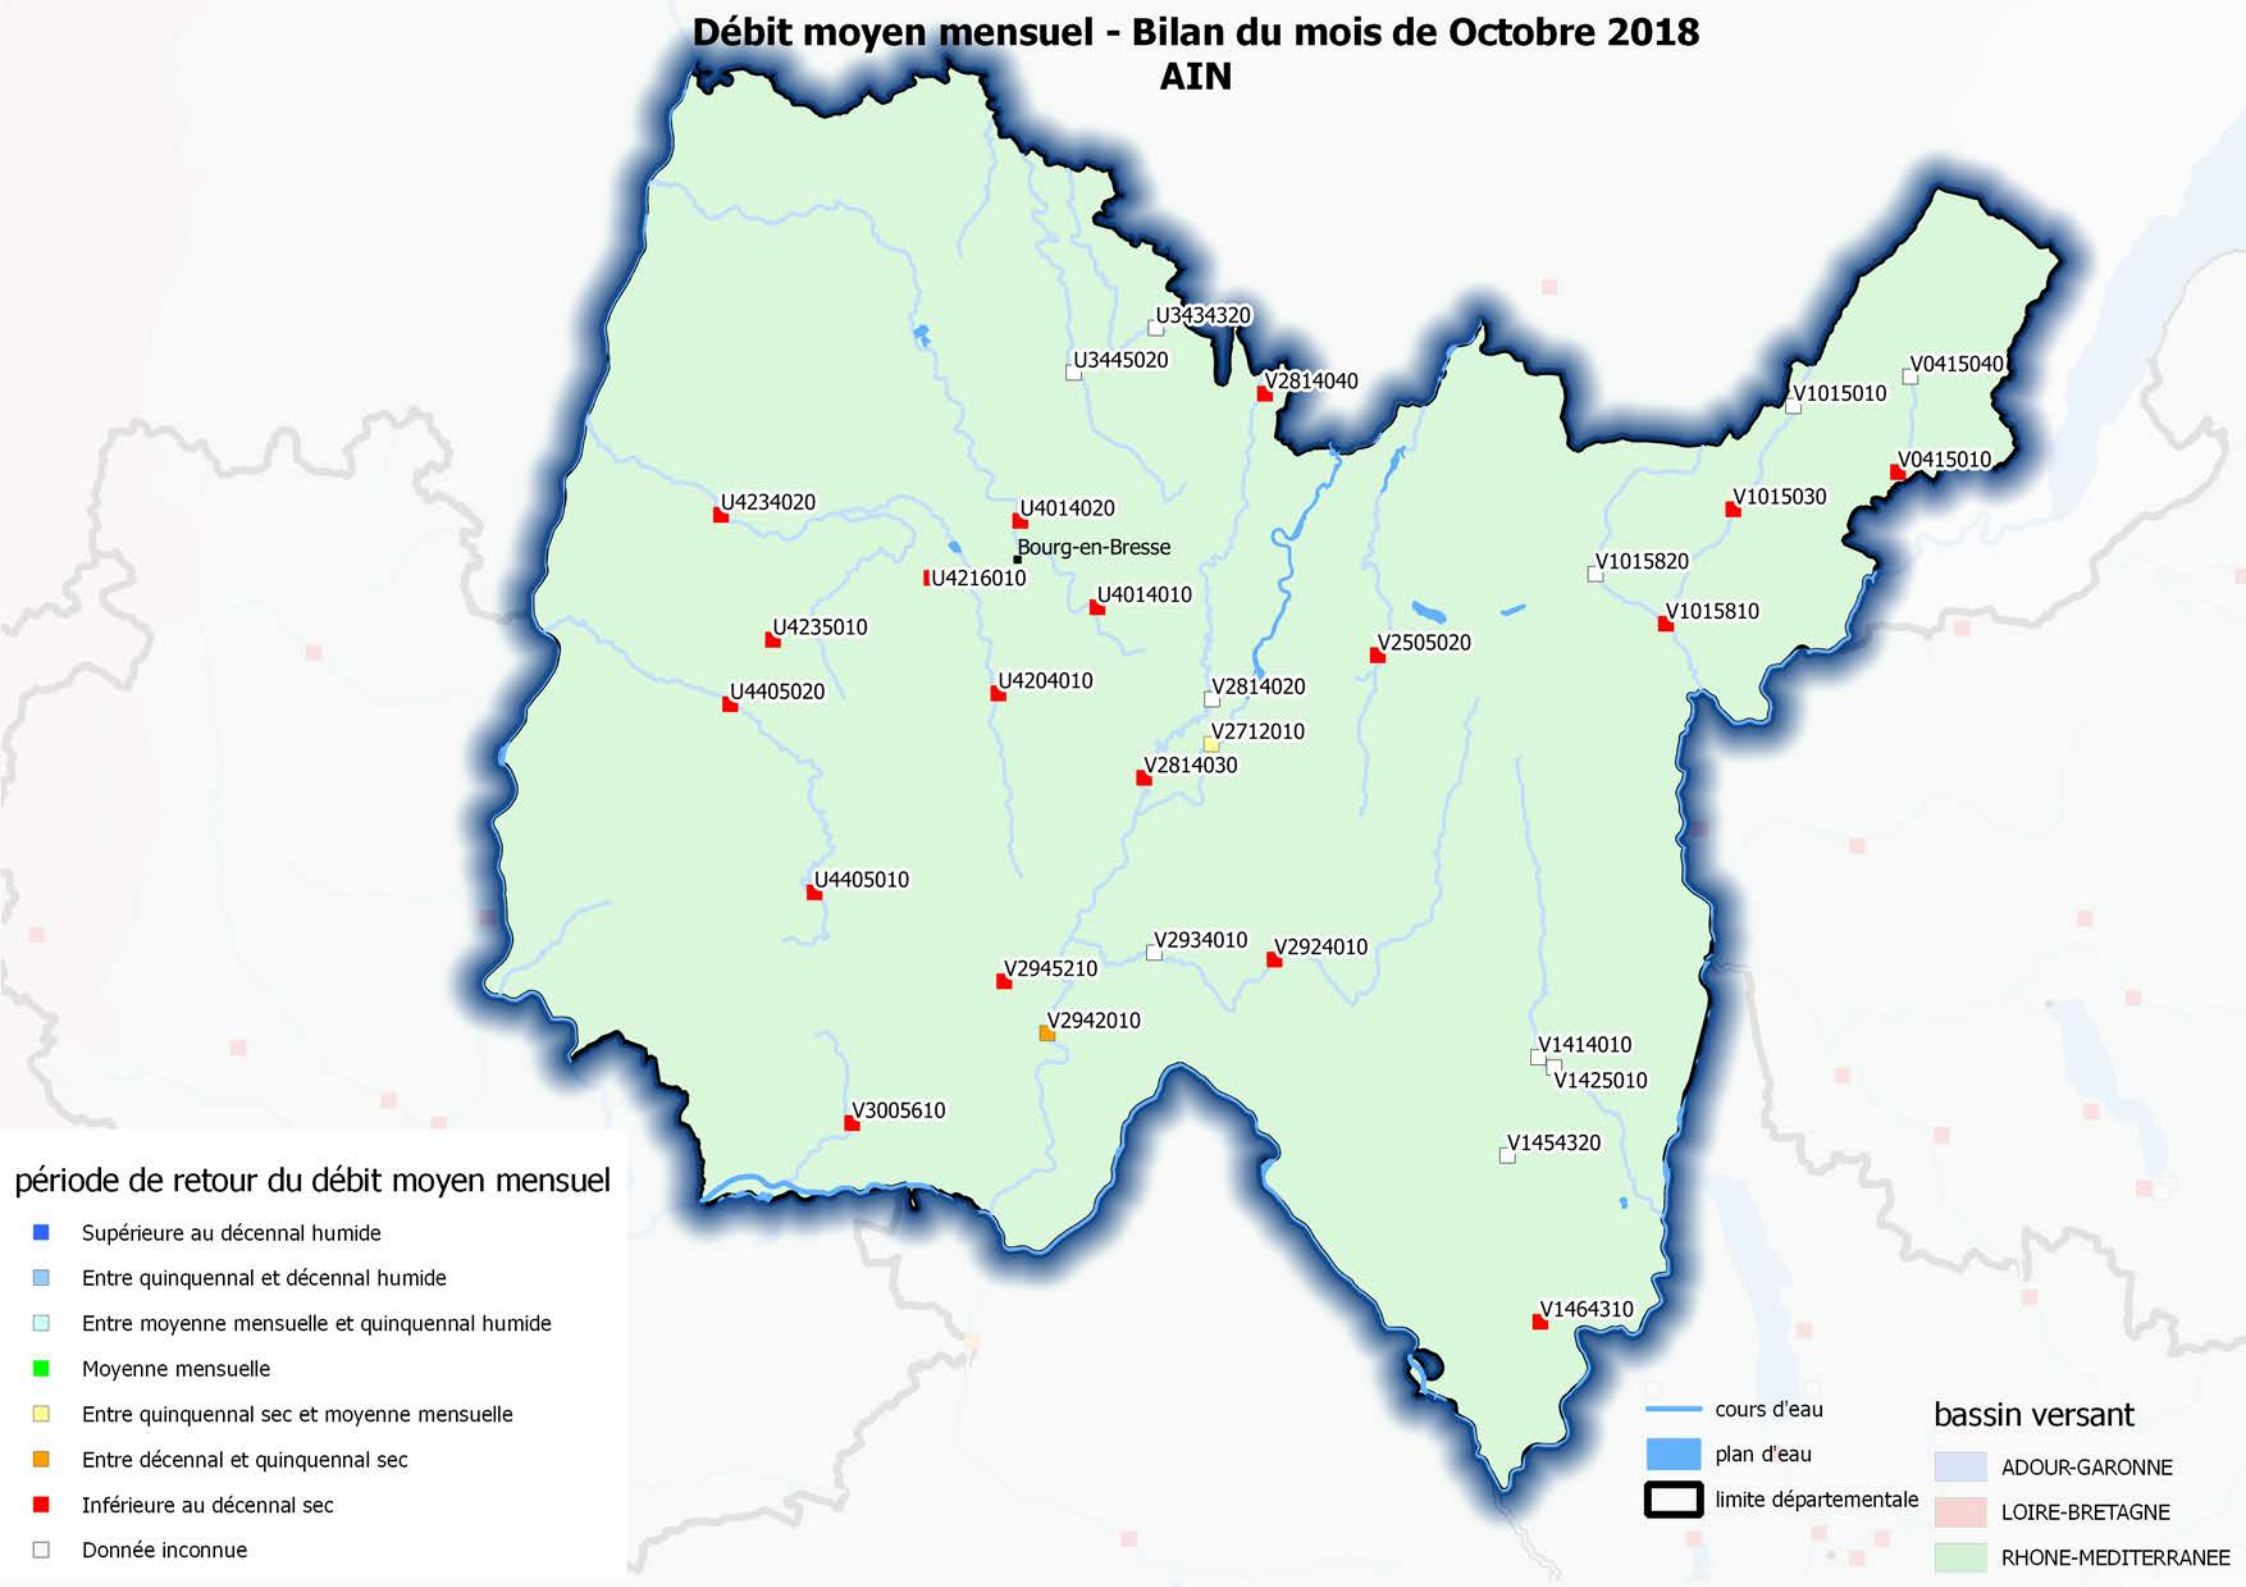 Débit moyen mensuel - Bilan du mois de Octobre 2018
AIN
U3434320
U3445020
V2814040
V0415040
V1015010
V0415010
V1015030
U4234020
U4014020
Bourg-en-Bresse
V1015820
U4216010
U4014010
V1015810
U4235010
V2505020
U4204010
V2814020
U4405020
V2712010
V2814030
U4405010
V2934010
V2924010
V2945210
V2942010
V1414010
V1425010
V3005610
V1454320
V1464310
période de retour du débit moyen mensuel
Supérieure au décennal humide
Entre quinquennal et décennal humide
Entre moyenne mensuelle et quinquennal humide
Moyenne mensuelle
Entre quinquennal sec et moyenne mensuelle
Entre décennal et quinquennal sec
Inférieure au décennal sec
Donnée inconnue
cours d'eau
plan d'eau
limite départementale
bassin versant
ADOUR-GARONNE
LOIRE-BRETAGNE
RHONE-MEDITERRANEE